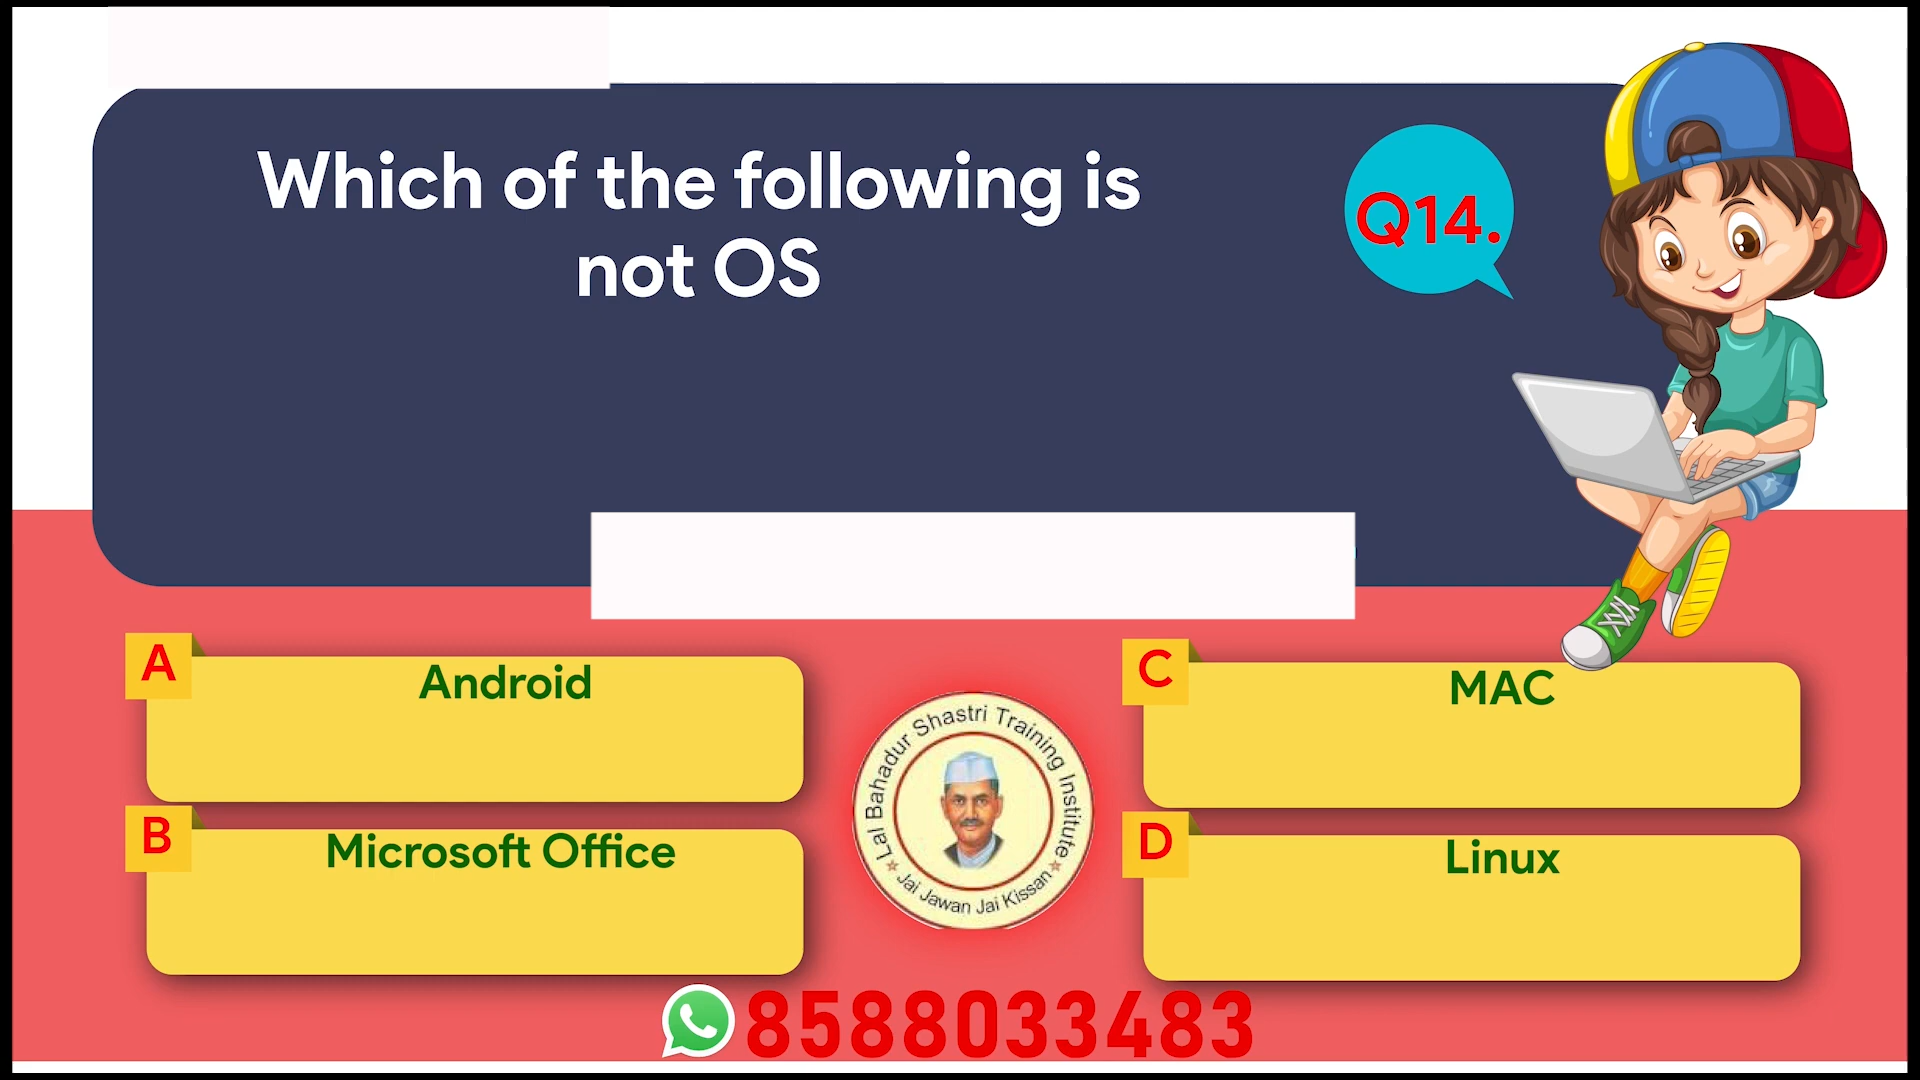 Which of the following is
not OS
Q14.
A
Android
B
Microsoft Office
C
MAC
D
Linux
Lal Bahadur Shastri Training Institute
Jai Jawan Jai Kissan
8588033483